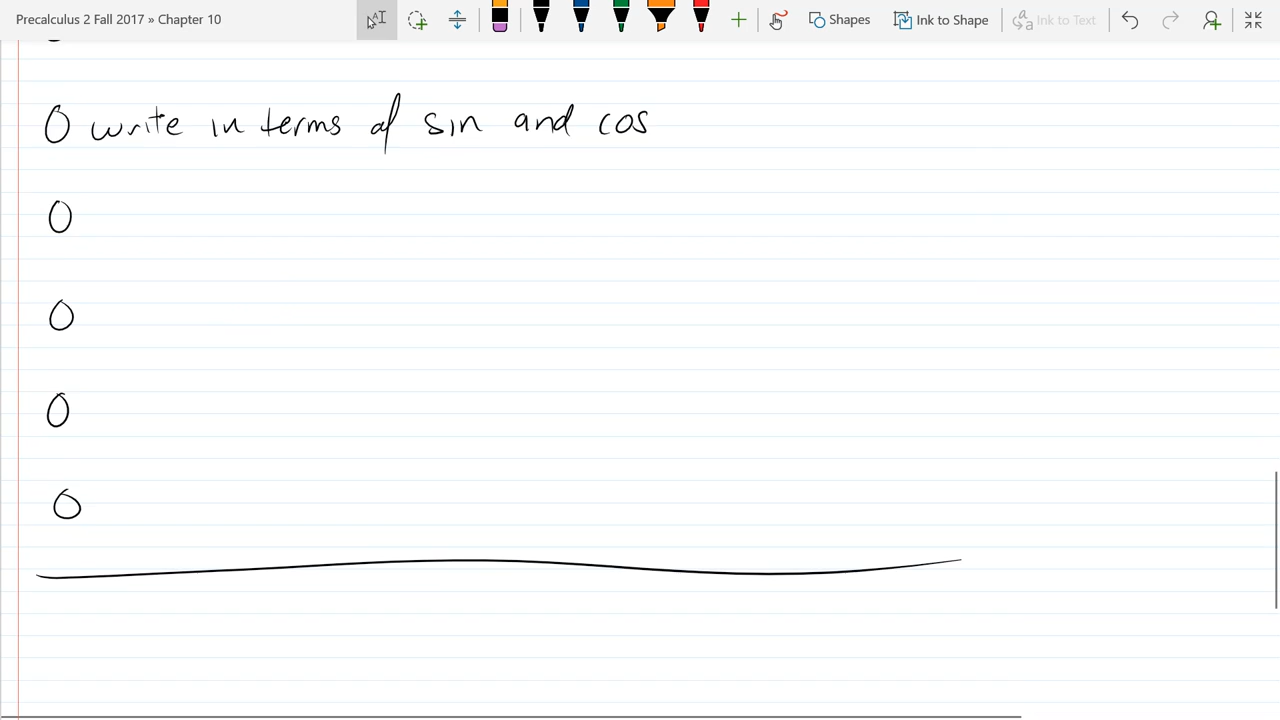 Precalculus 2 Fall 2017 » Chapter 10
Shapes
Ink to Shape
Ink to Text
O write in terms of sin and cos
O
O
O
O